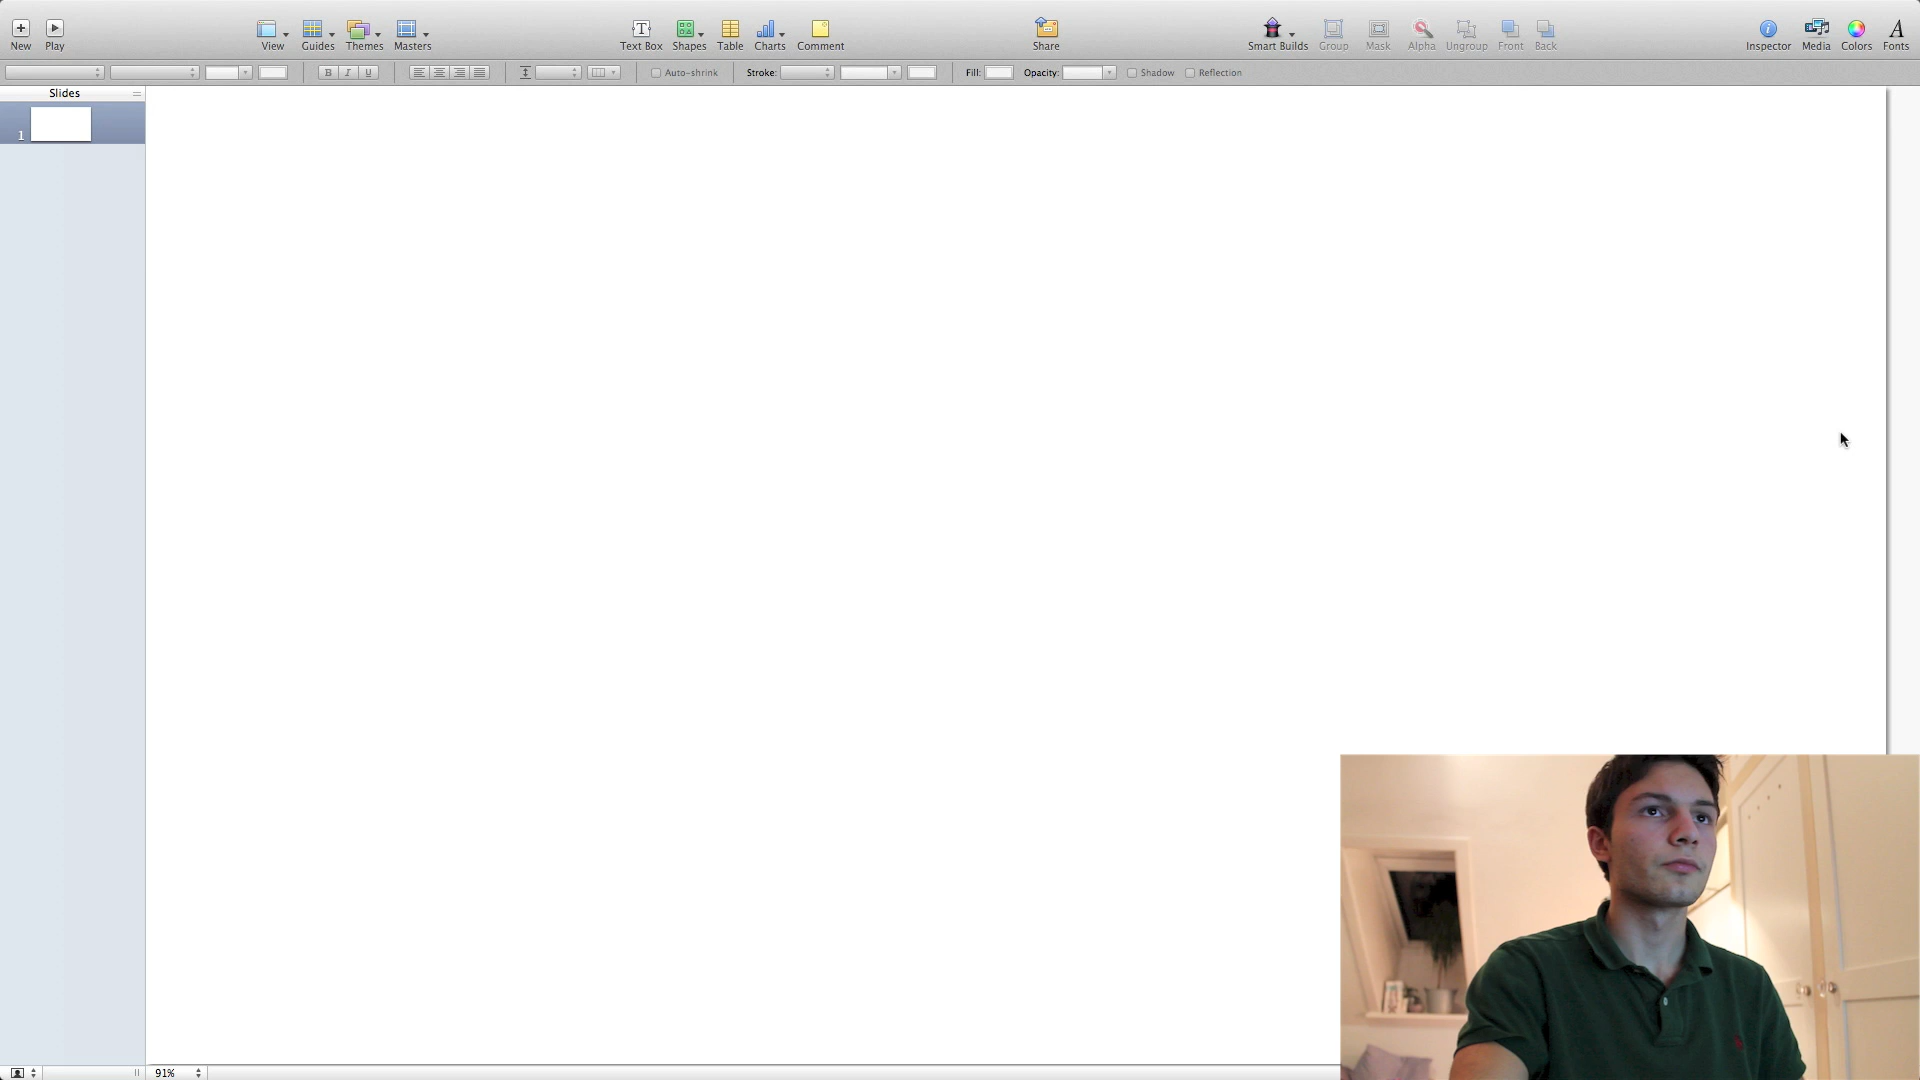 New Play View Guides Themes Masters Text Box Shapes Table Charts Comment Share Smart Builds Group Mask Alpha Ungroup Front Back Inspector Media Colors Fonts
B I U Auto-shrink Stroke: Fill: Opacity: Shadow Reflection
Slides
1
91%